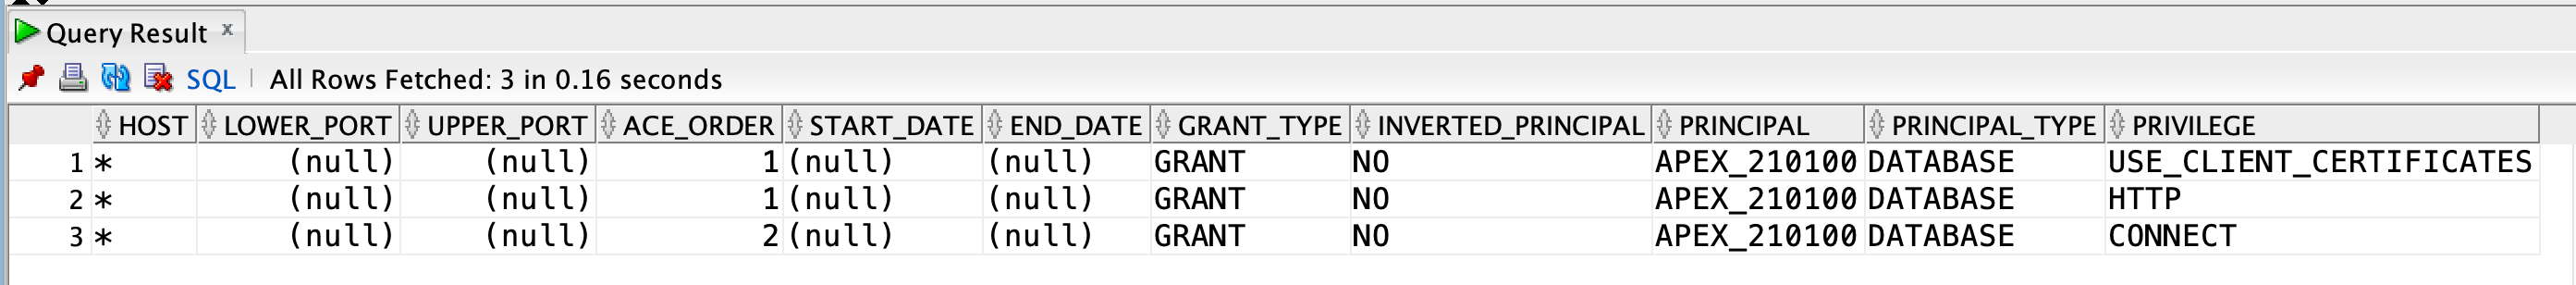 Query Result x
SQL | All Rows Fetched: 3 in 0.16 seconds
HOST LOWER_PORT UPPER_PORT ACE_ORDER START_DATE END_DATE GRANT_TYPE INVERTED_PRINCIPAL PRINCIPAL PRINCIPAL_TYPE PRIVILEGE
1 * (null) (null) 1 (null) (null) GRANT NO APEX_210100 DATABASE USE_CLIENT_CERTIFICATES
2 * (null) (null) 1 (null) (null) GRANT NO APEX_210100 DATABASE HTTP
3 * (null) (null) 2 (null) (null) GRANT NO APEX_210100 DATABASE CONNECT